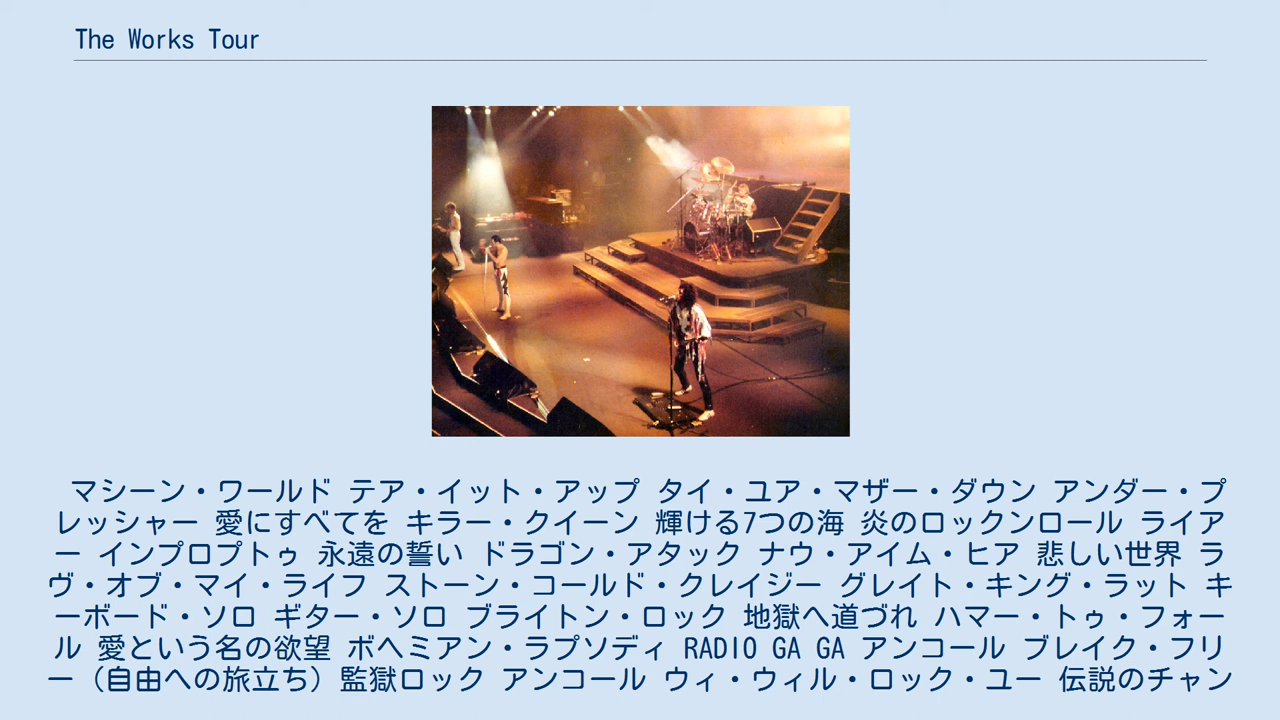 The Works Tour
マシーン・ワールド テア・イット・アップ タイ・ユア・マザー・ダウン アンダー・プ
レッシャー 愛にすべてを キラー・クイーン 輝ける7つの海 炎のロックンロール ライア
ー インプロプトゥ 永遠の誓い ドラゴン・アタック ナウ・アイム・ヒア 悲しい世界 ラ
ヴ・オブ・マイ・ライフ ストーン・コールド・クレイジー グレイト・キング・ラット キ
ーボード・ソロ ギター・ソロ ブライトン・ロック 地獄へ道づれ ハマー・トゥ・フォー
ル 愛という名の欲望 ボヘミアン・ラプソディ RADIO GA GA アンコール ブレイク・フリ
ー（自由への旅立ち）監獄ロック アンコール ウィ・ウィル・ロック・ユー 伝説のチャン